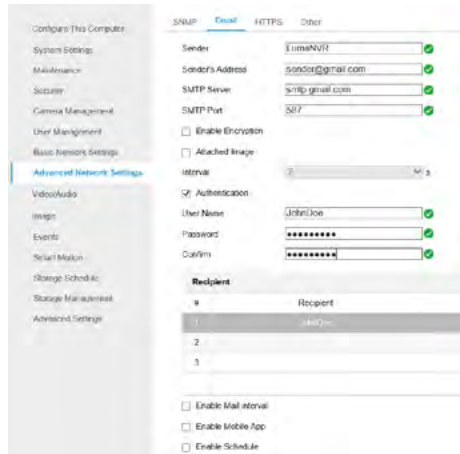 SNMP Email HTTPS Other
Configure This Computer
System Settings
Maintenance
Security
Camera Management
User Management
Basic Network Settings
Advanced Network Settings
Video/Audio
Image
Events
Smart Motion
Storage Schedule
Storage Management
Advanced Settings
Sender LumaNVR
Sender's Address sender@gmail.com
SMTP Server smtp.gmail.com
SMTP Port 587
Enable Encryption
Attached Image
Interval 2 s
Authentication
User Name JohnDoe
Password •••••••••
Confirm •••••••••
Recipient
# Recipient
1 JohnDoe
2
3
Enable Mail interval
Enable Mobile App
Enable Schedule